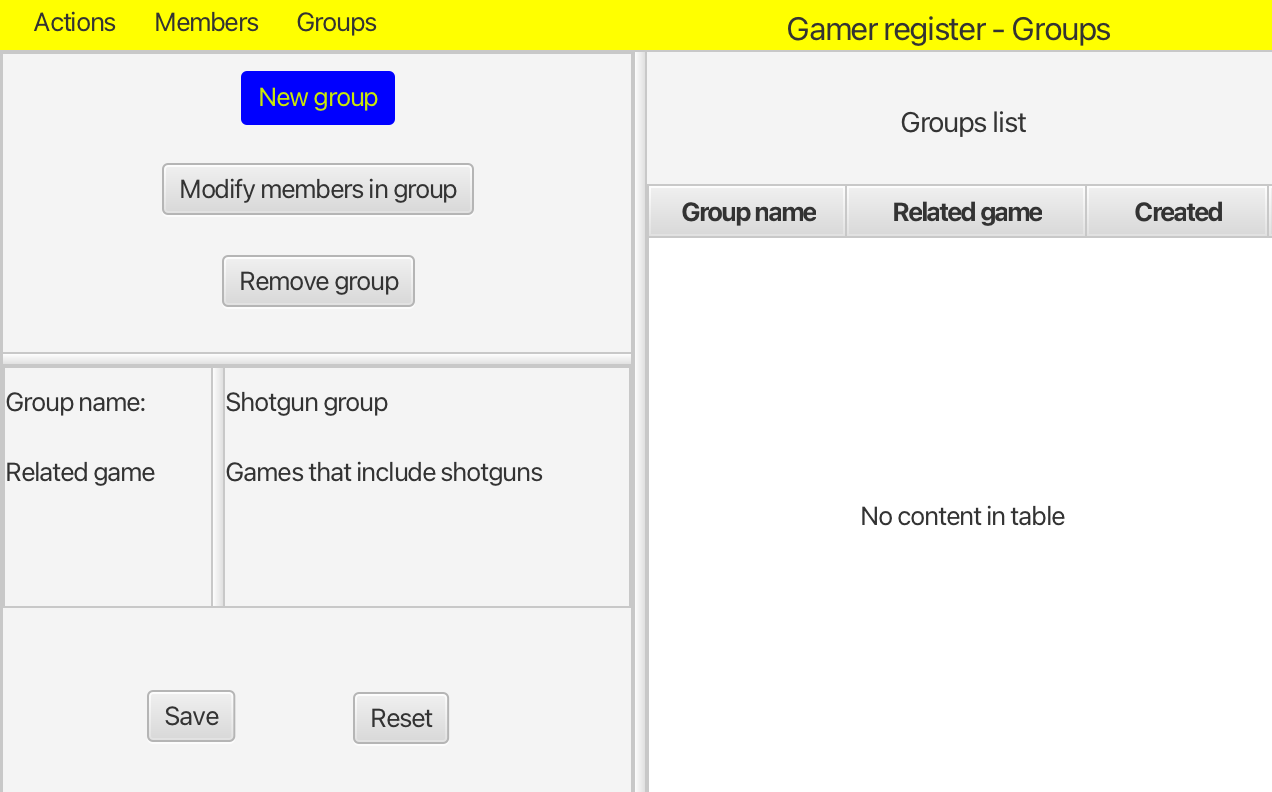 Actions Members Groups
Gamer register - Groups
New group
Modify members in group
Remove group
Group name: Shotgun group
Related game Games that include shotguns
Save Reset
Groups list
Group name Related game Created
No content in table